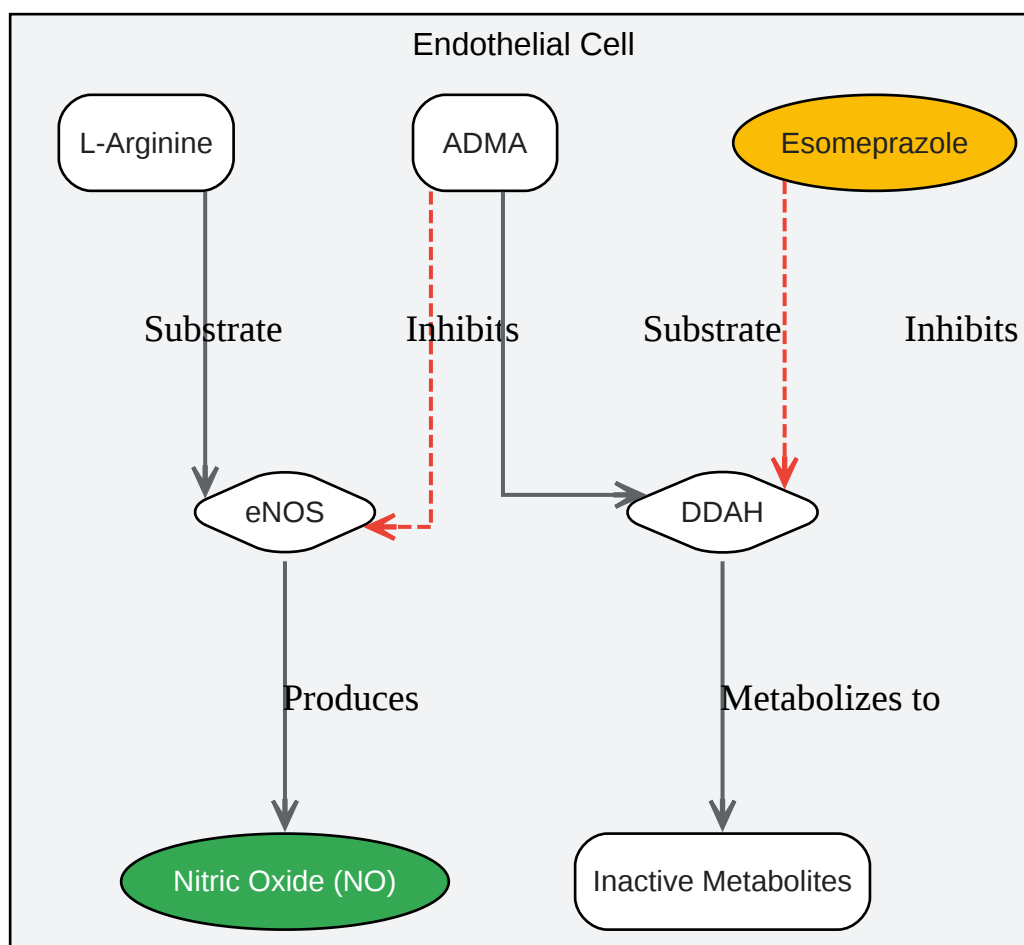 Endothelial Cell
L-Arginine
ADMA
Esomeprazole
Substrate
Inhibits
Substrate
Inhibits
eNOS
DDAH
Produces
Metabolizes to
Nitric Oxide (NO)
Inactive Metabolites